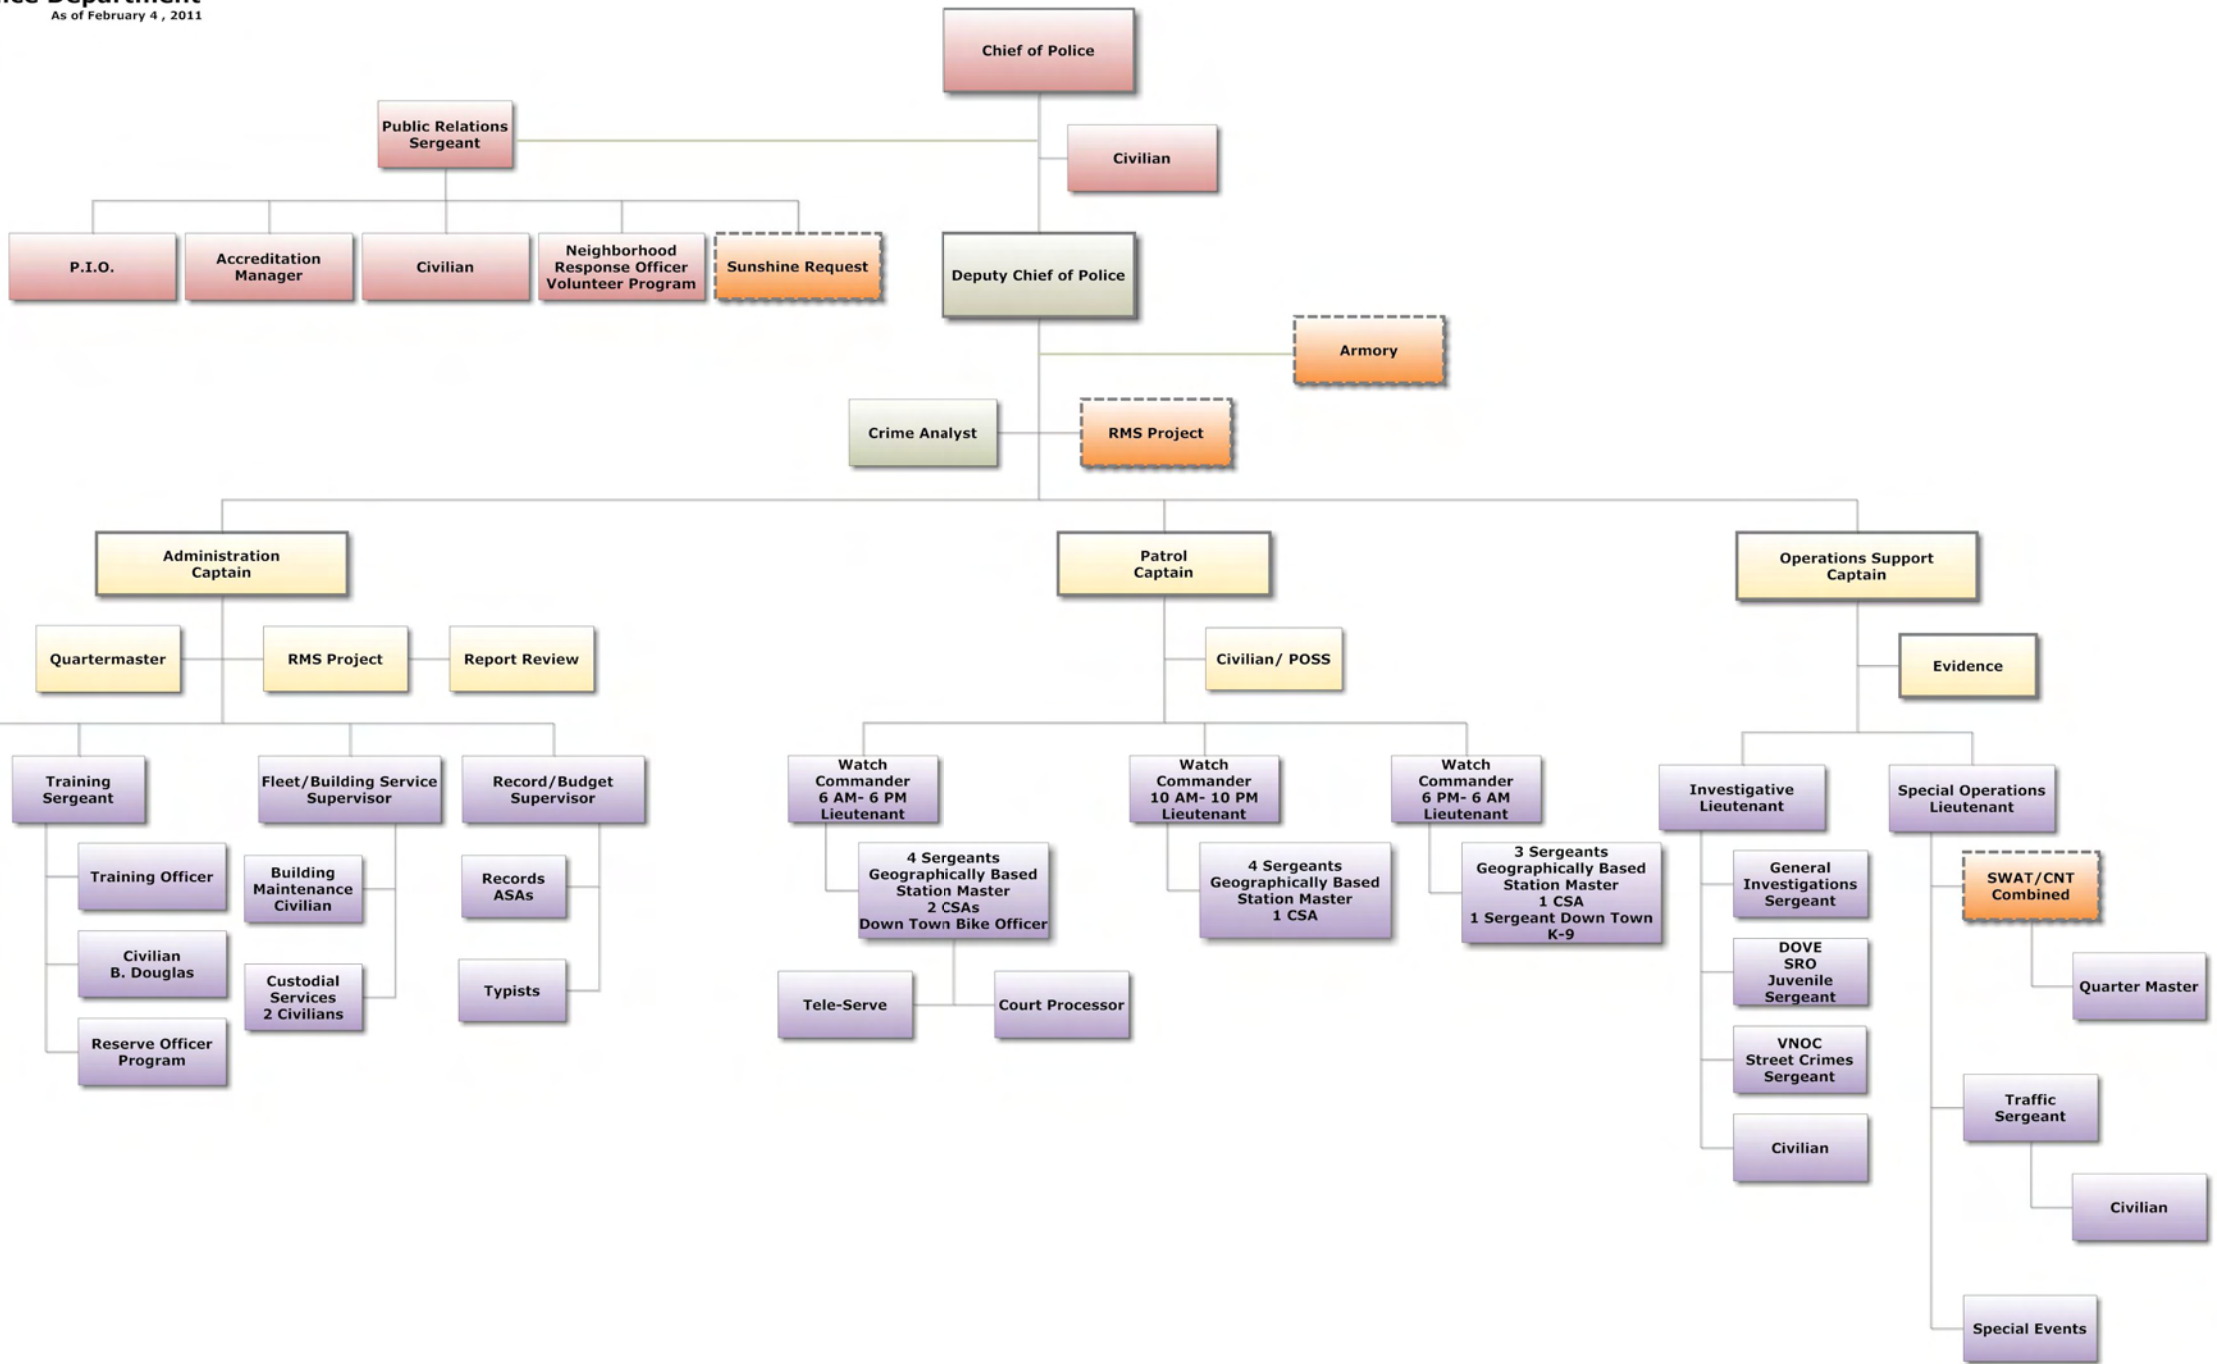 Department
As of February 4 , 2011
Chief of Police
Public Relations
Sergeant
Civilian
P.I.O.
Accreditation
Manager
Civilian
Neighborhood
Response Officer
Volunteer Program
Sunshine Request
Deputy Chief of Police
Armory
Crime Analyst
RMS Project
Administration
Captain
Patrol
Captain
Operations Support
Captain
Quartermaster
RMS Project
Report Review
Civilian/ POSS
Evidence
Training
Sergeant
Fleet/Building Service
Supervisor
Record/Budget
Supervisor
Watch
Commander
6 AM- 6 PM
Lieutenant
Watch
Commander
10 AM- 10 PM
Lieutenant
Watch
Commander
6 PM- 6 AM
Lieutenant
Investigative
Lieutenant
Special Operations
Lieutenant
Training Officer
Civilian
B. Douglas
Reserve Officer
Program
Building
Maintenance
Civilian
Custodial
Services
2 Civilians
Records
ASAs
Typists
4 Sergeants
Geographically Based
Station Master
2 CSAs
Down Town Bike Officer
Tele-Serve
Court Processor
4 Sergeants
Geographically Based
Station Master
1 CSA
3 Sergeants
Geographically Based
Station Master
1 CSA
1 Sergeant Down Town
K-9
General
Investigations
Sergeant
DOVE
SRO
Juvenile
Sergeant
VNOC
Street Crimes
Sergeant
Civilian
SWAT/CNT
Combined
Quarter Master
Traffic
Sergeant
Civilian
Special Events